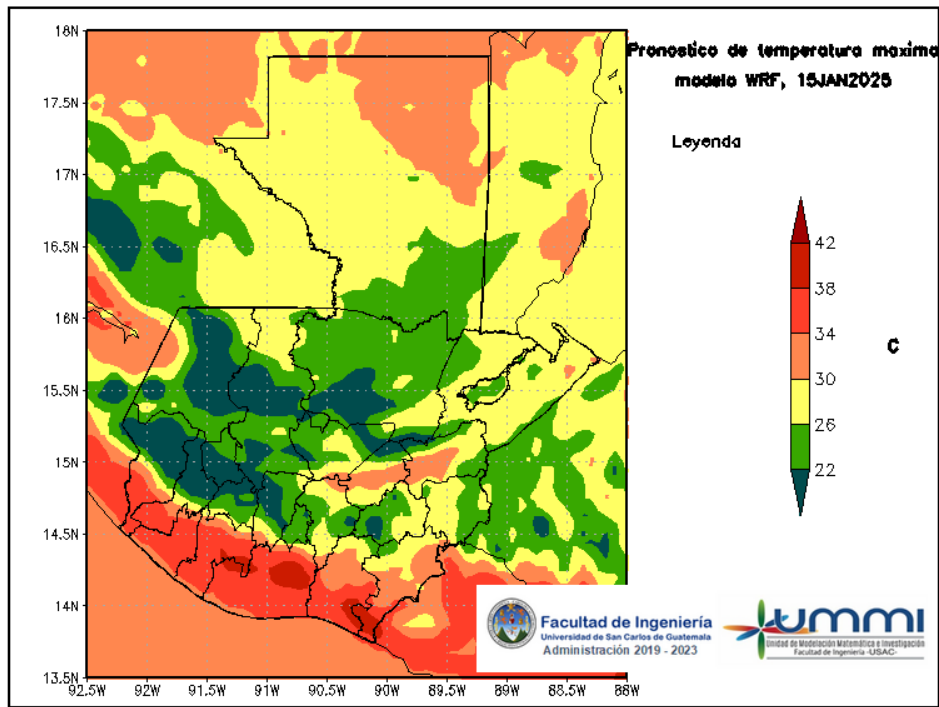 Pronostico de temperatura maxima
modelo WRF, 15JAN2025
Leyenda
42
38
34
30
26
22
C
18N
17.5N
17N
16.5N
16N
15.5N
15N
14.5N
14N
13.5N
92.5W
92W
91.5W
91W
90.5W
90W
89.5W
89W
88.5W
88W
Facultad de Ingeniería
Universidad de San Carlos de Guatemala
Administración 2019 - 2023
UMMI
Unidad de Modelación Matemática e Investigación
Facultad de Ingeniería -USAC-